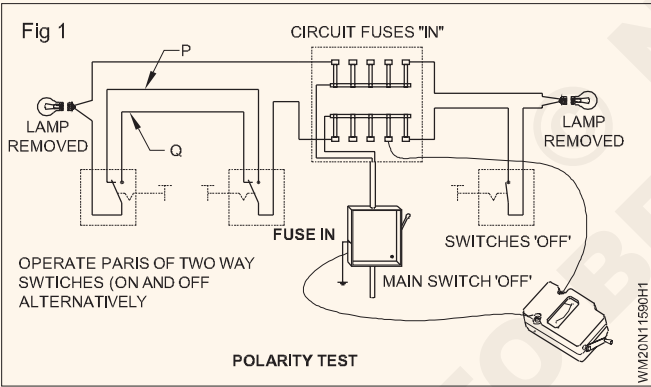 Fig 1
CIRCUIT FUSES "IN"
P
LAMP
REMOVED
Q
LAMP
REMOVED
FUSE IN
SWITCHES 'OFF'
OPERATE PARIS OF TWO WAY
SWTICHES (ON AND OFF
ALTERNATIVELY
MAIN SWITCH 'OFF'
POLARITY TEST
WM20N11590H1